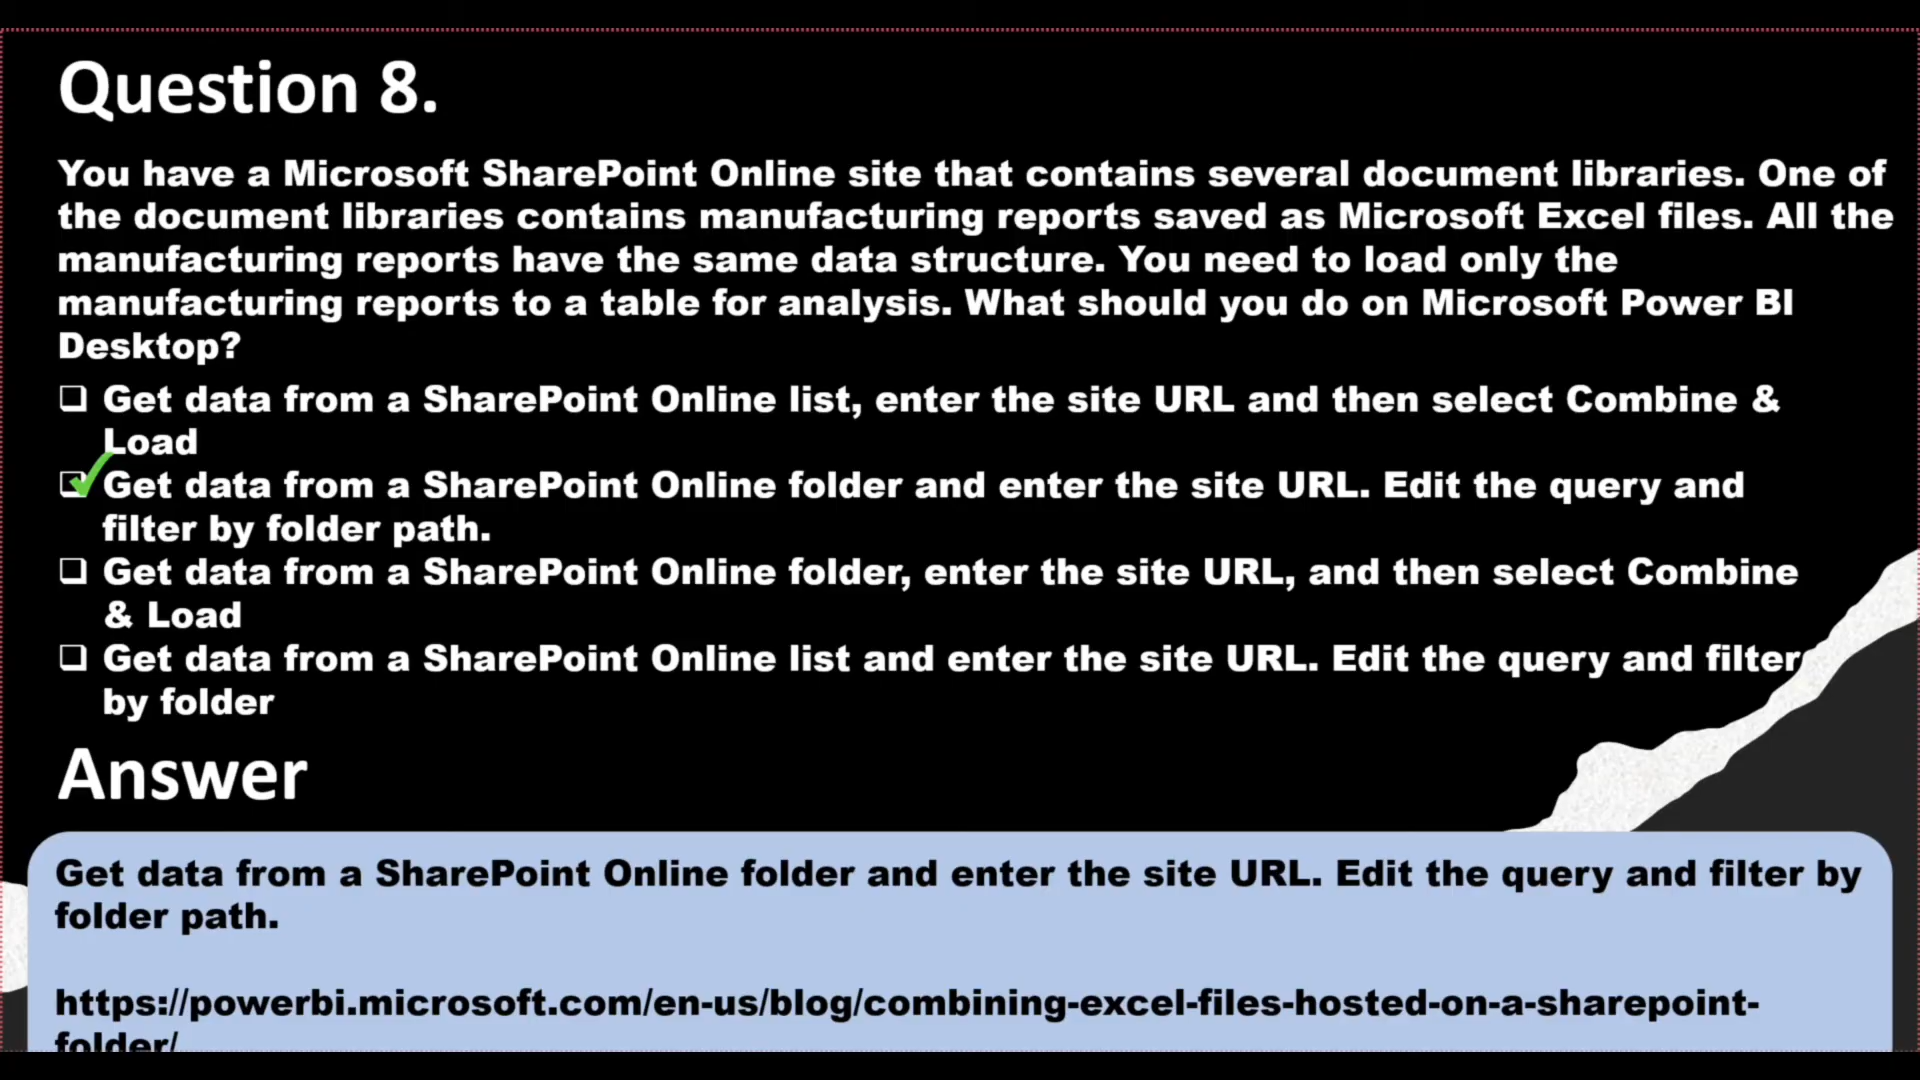 Question 8.
You have a Microsoft SharePoint Online site that contains several document libraries. One of
the document libraries contains manufacturing reports saved as Microsoft Excel files. All the
manufacturing reports have the same data structure. You need to load only the
manufacturing reports to a table for analysis. What should you do on Microsoft Power BI
Desktop?
Get data from a SharePoint Online list, enter the site URL and then select Combine &
Load
Get data from a SharePoint Online folder and enter the site URL. Edit the query and
filter by folder path.
Get data from a SharePoint Online folder, enter the site URL, and then select Combine
& Load
Get data from a SharePoint Online list and enter the site URL. Edit the query and filter
by folder
Answer
Get data from a SharePoint Online folder and enter the site URL. Edit the query and filter by
folder path.
https://powerbi.microsoft.com/en-us/blog/combining-excel-files-hosted-on-a-sharepoint-
folder/